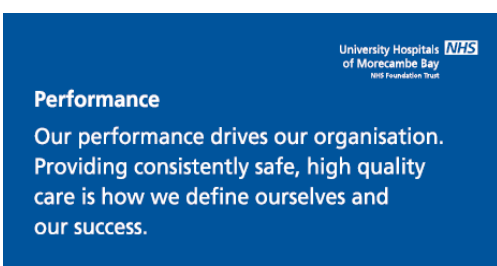 University Hospitals NHS
of Morecambe Bay
NHS Foundation Trust
Performance
Our performance drives our organisation.
Providing consistently safe, high quality
care is how we define ourselves and
our success.